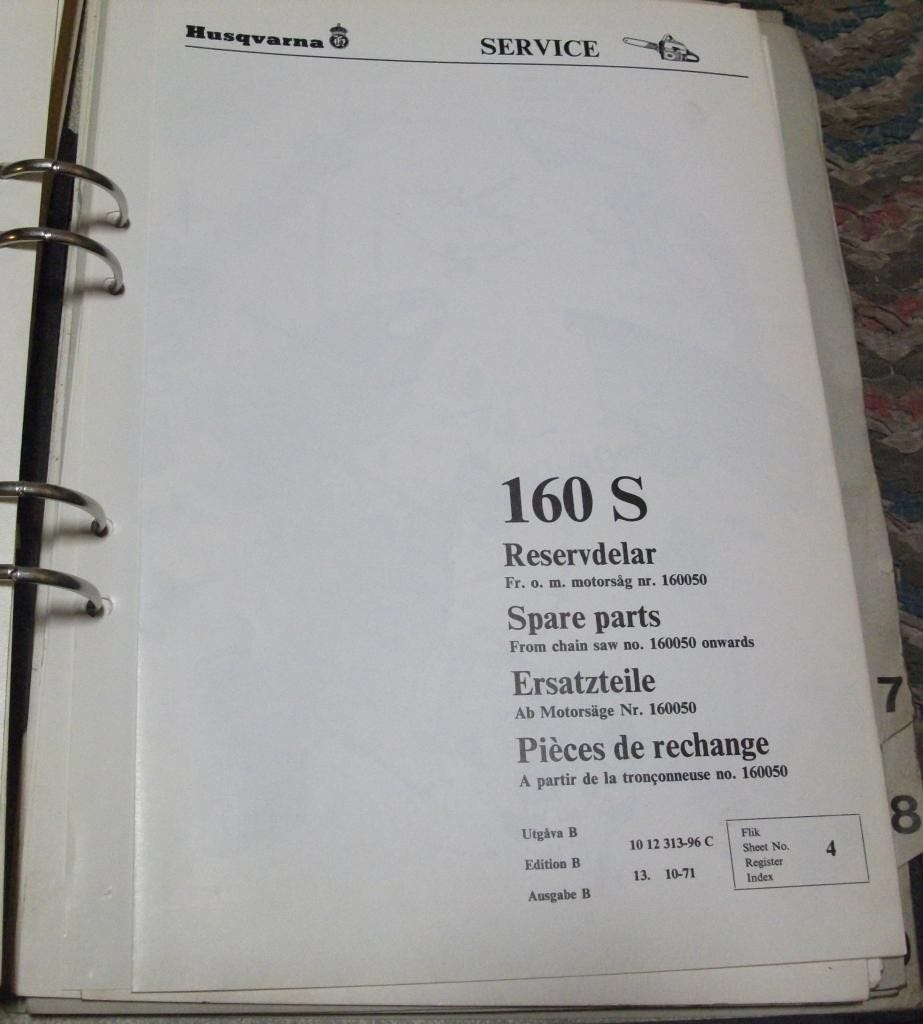 Husqvarna SERVICE
160 S
Reservdelar
Fr. o. m. motorsåg nr. 160050
Spare parts
From chain saw no. 160050 onwards
Ersatzteile
Ab Motorsäge Nr. 160050
Pièces de rechange
A partir de la tronçonneuse no. 160050
Utgåva B
Edition B
Ausgabe B
10 12 313-96 C
13. 10-71
Flik
Sheet No.
Register
Index
4
7
8